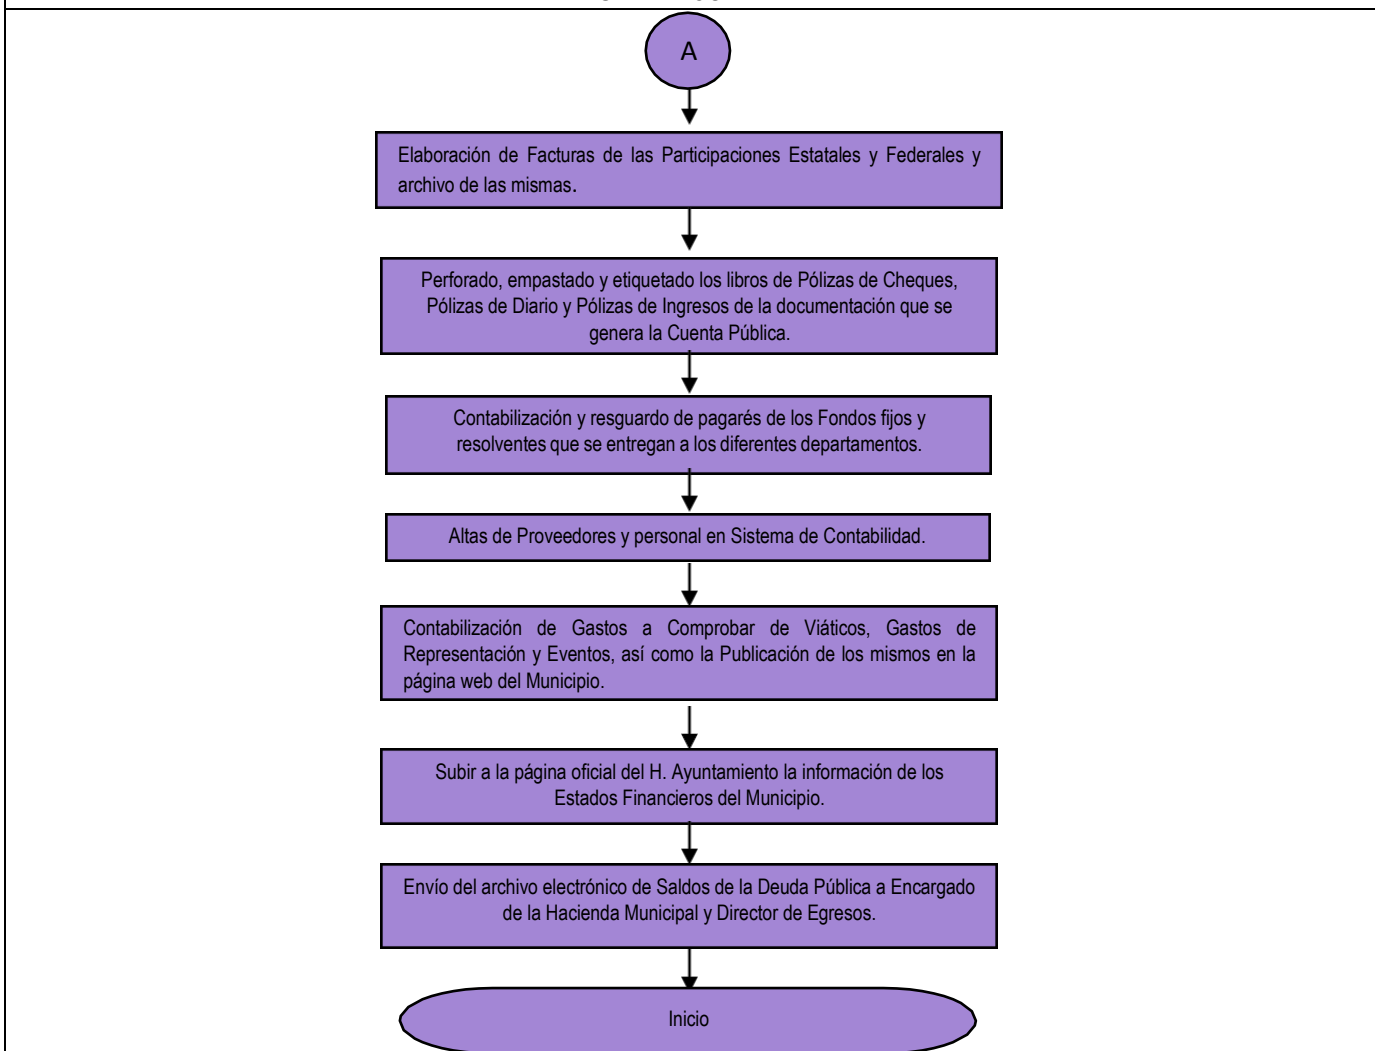 A
Elaboración de Facturas de las Participaciones Estatales y Federales y
archivo de las mismas.
Perforado, empastado y etiquetado los libros de Pólizas de Cheques,
Pólizas de Diario y Pólizas de Ingresos de la documentación que se
genera la Cuenta Pública.
Contabilización y resguardo de pagarés de los Fondos fijos y
resolventes que se entregan a los diferentes departamentos.
Altas de Proveedores y personal en Sistema de Contabilidad.
Contabilización de Gastos a Comprobar de Viáticos, Gastos de
Representación y Eventos, así como la Publicación de los mismos en la
página web del Municipio.
Subir a la página oficial del H. Ayuntamiento la información de los
Estados Financieros del Municipio.
Envío del archivo electrónico de Saldos de la Deuda Pública a Encargado
de la Hacienda Municipal y Director de Egresos.
Inicio